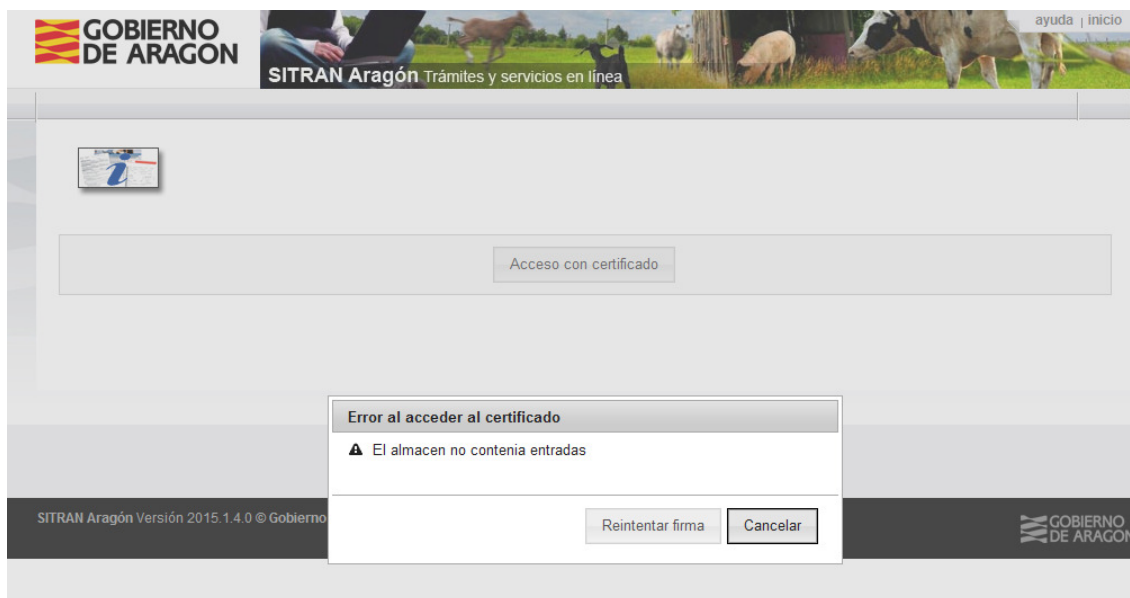 GOBIERNO
DE ARAGON
ayuda | inicio
SITRAN Aragón Trámites y servicios en línea
i
Acceso con certificado
Error al acceder al certificado
El almacen no contenia entradas
SITRAN Aragón Versión 2015.1.4.0 © Gobierno
Reintentar firma
Cancelar
GOBIERNO
DE ARAGON